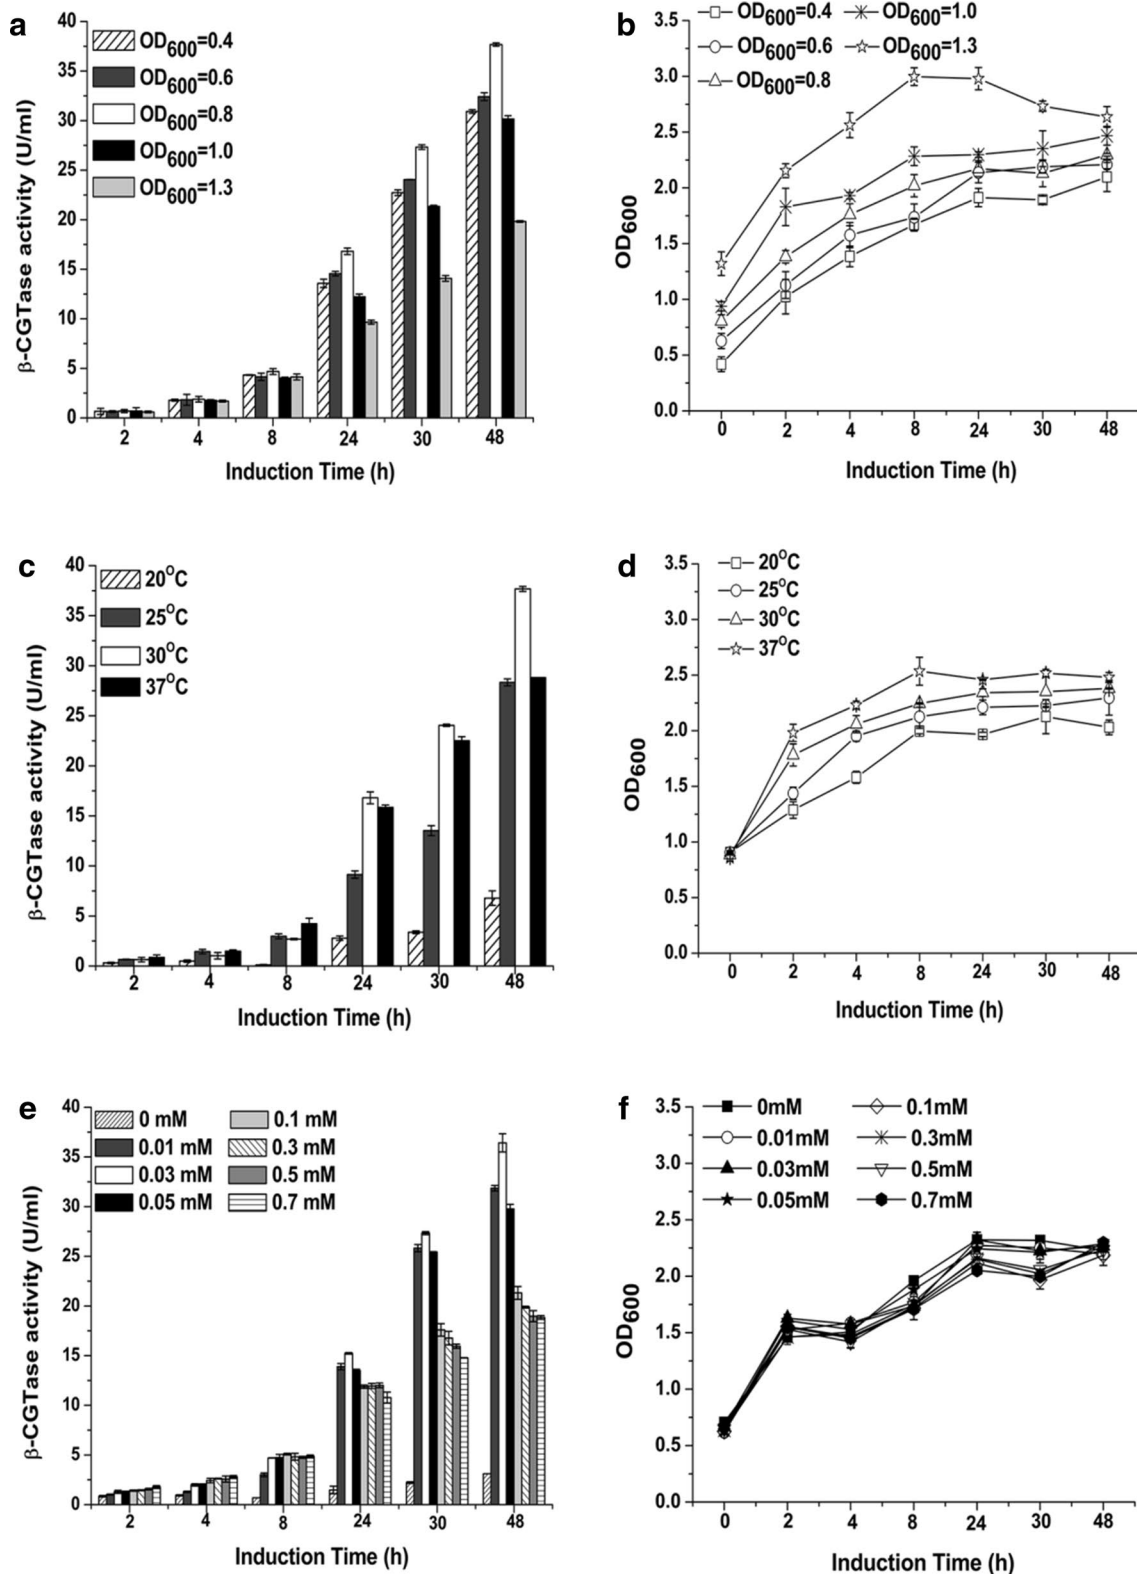 a
40
35
30
25
20
15
10
5
0
β-CGTase activity (U/ml)
OD600=0.4
OD600=0.6
OD600=0.8
OD600=1.0
OD600=1.3
2 4 8 24 30 48
Induction Time (h)
b
OD600=0.4
OD600=0.6
OD600=0.8
OD600=1.0
OD600=1.3
3.5
3.0
2.5
2.0
1.5
1.0
0.5
0.0
OD600
0 2 4 8 24 30 48
Induction Time (h)
c
40
35
30
25
20
15
10
5
0
β-CGTase activity (U/ml)
20°C
25°C
30°C
37°C
2 4 8 24 30 48
Induction Time (h)
d
3.5
3.0
2.5
2.0
1.5
1.0
0.5
0.0
OD600
20°C
25°C
30°C
37°C
0 2 4 8 24 30 48
Induction Time (h)
e
40
35
30
25
20
15
10
5
0
β-CGTase activity (U/ml)
0 mM
0.01 mM
0.03 mM
0.05 mM
0.1 mM
0.3 mM
0.5 mM
0.7 mM
2 4 8 24 30 48
Induction Time (h)
f
3.5
3.0
2.5
2.0
1.5
1.0
0.5
0.0
OD600
0mM
0.01mM
0.03mM
0.05mM
0.1mM
0.3mM
0.5mM
0.7mM
0 2 4 8 24 30 48
Induction Time (h)